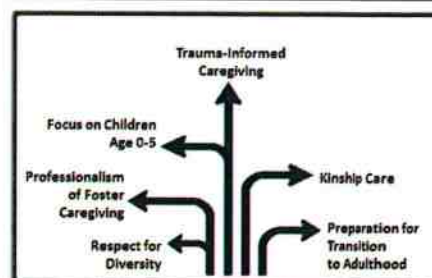 Trauma-Informed
Caregiving
Focus on Children
Age 0-5
Professionalism
of Foster
Caregiving
Kinship Care
Respect for
Diversity
Preparation for
Transition
to Adulthood